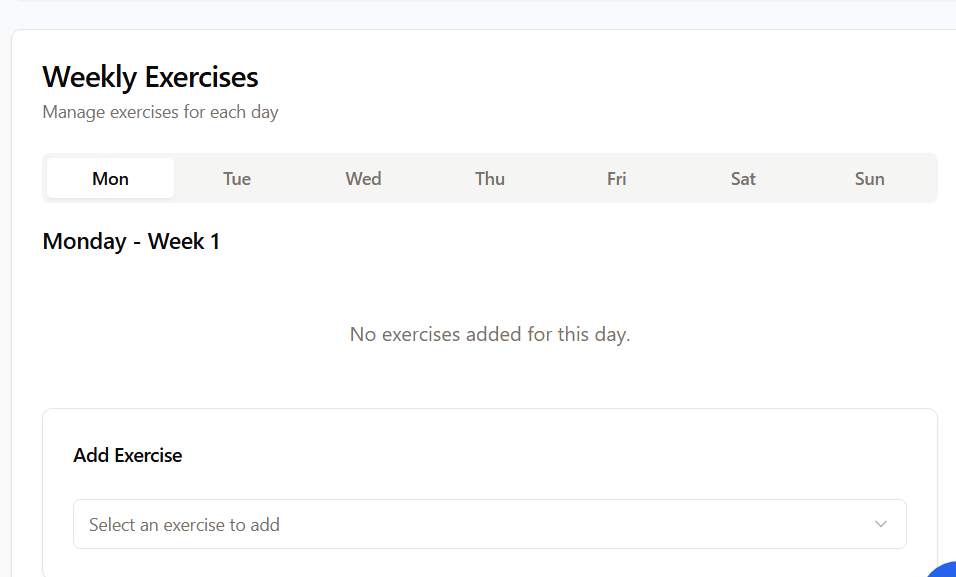 Weekly Exercises
Manage exercises for each day
Mon Tue Wed Thu Fri Sat Sun
Monday - Week 1
No exercises added for this day.
Add Exercise
Select an exercise to add